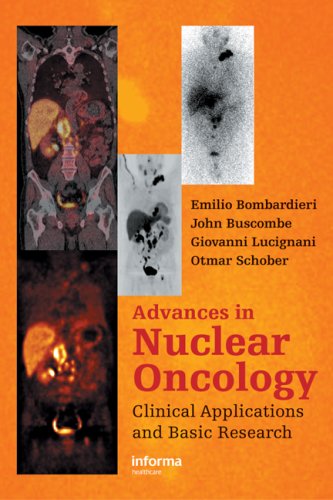 Emilio Bombardieri
John Buscombe
Giovanni Lucignani
Otmar Schober
Advances in
Nuclear
Oncology
Clinical Applications
and Basic Research
informa
healthcare